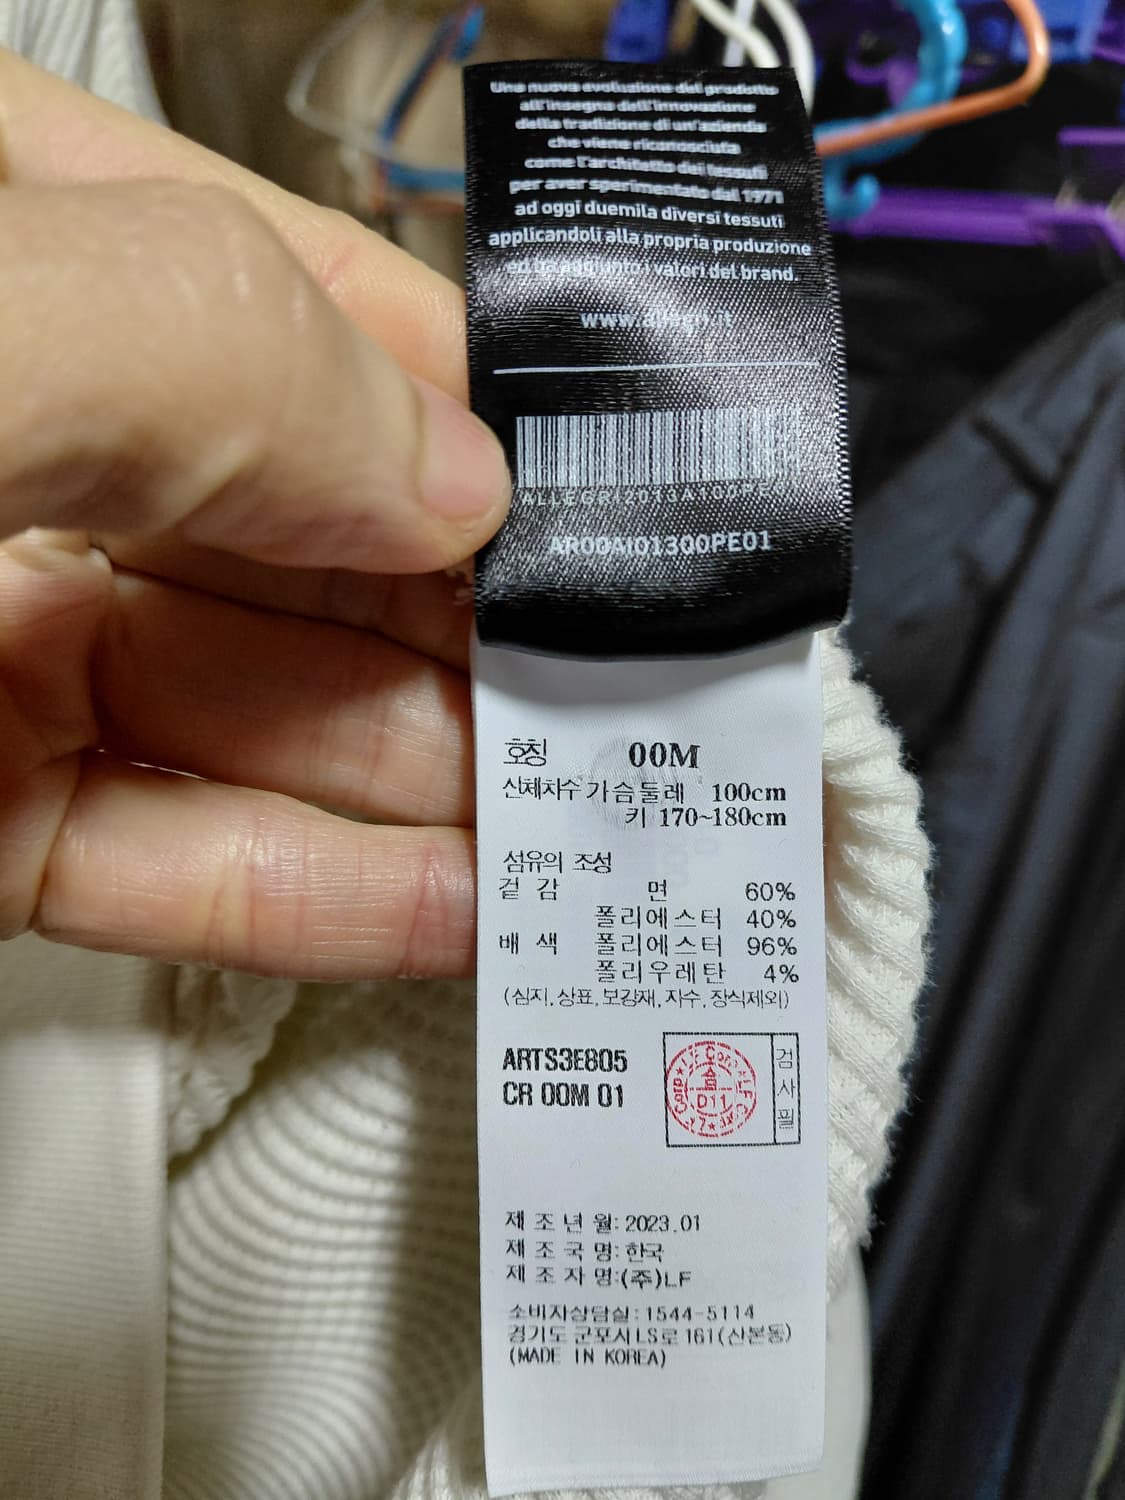 Una nuova evoluzione del prodotto
all'insegna dell'innovazione
della tradizione di un'azienda
che viene riconosciuta
come l'architetto dei tessuti
per aver sperimentato dal 1971
ad oggi duemila diversi tessuti
applicandoli alla propria produzione
valori del brand.
AR00AI01300PE01
호칭 00M
신체치수 가슴둘레 100cm
키 170~180cm
섬유의 조성
겉 감 면 60%
폴리에스터 40%
배 색 폴리에스터 96%
폴리우레탄 4%
(심지,상표,보강재,자수,장식제외)
ARTS3E805
CR 00M 01
LF Corp
D11
검사필
제 조 년 월: 2023.01
제 조 국 명: 한국
제 조 자 명:(주)LF
소비자상담실:1544-5114
경기도 군포시 LS로 161(산본동)
(MADE IN KOREA)